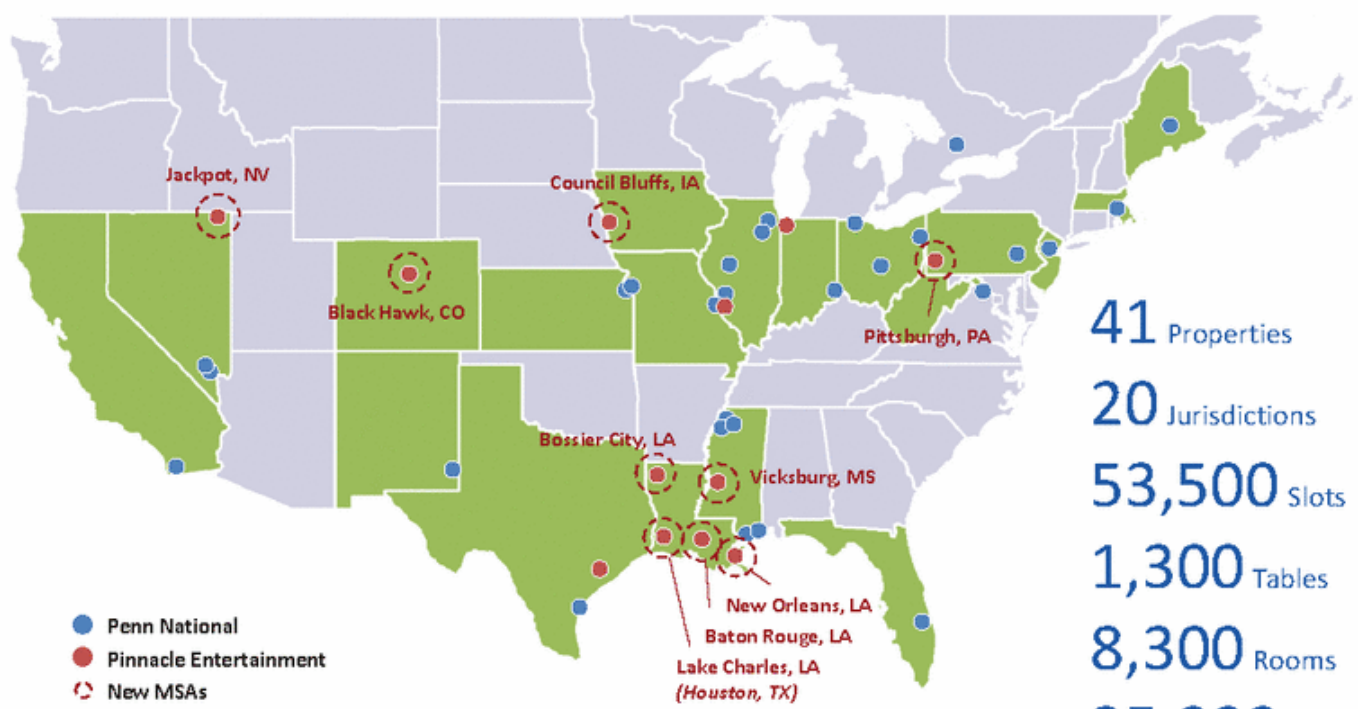 Jackpot, NV
Council Bluffs, IA
Black Hawk, CO
Pittsburgh, PA
Bossier City, LA
Vicksburg, MS
New Orleans, LA
Baton Rouge, LA
Lake Charles, LA
(Houston, TX)
Penn National
Pinnacle Entertainment
New MSAs
41 Properties
20 Jurisdictions
53,500 Slots
1,300 Tables
8,300 Rooms